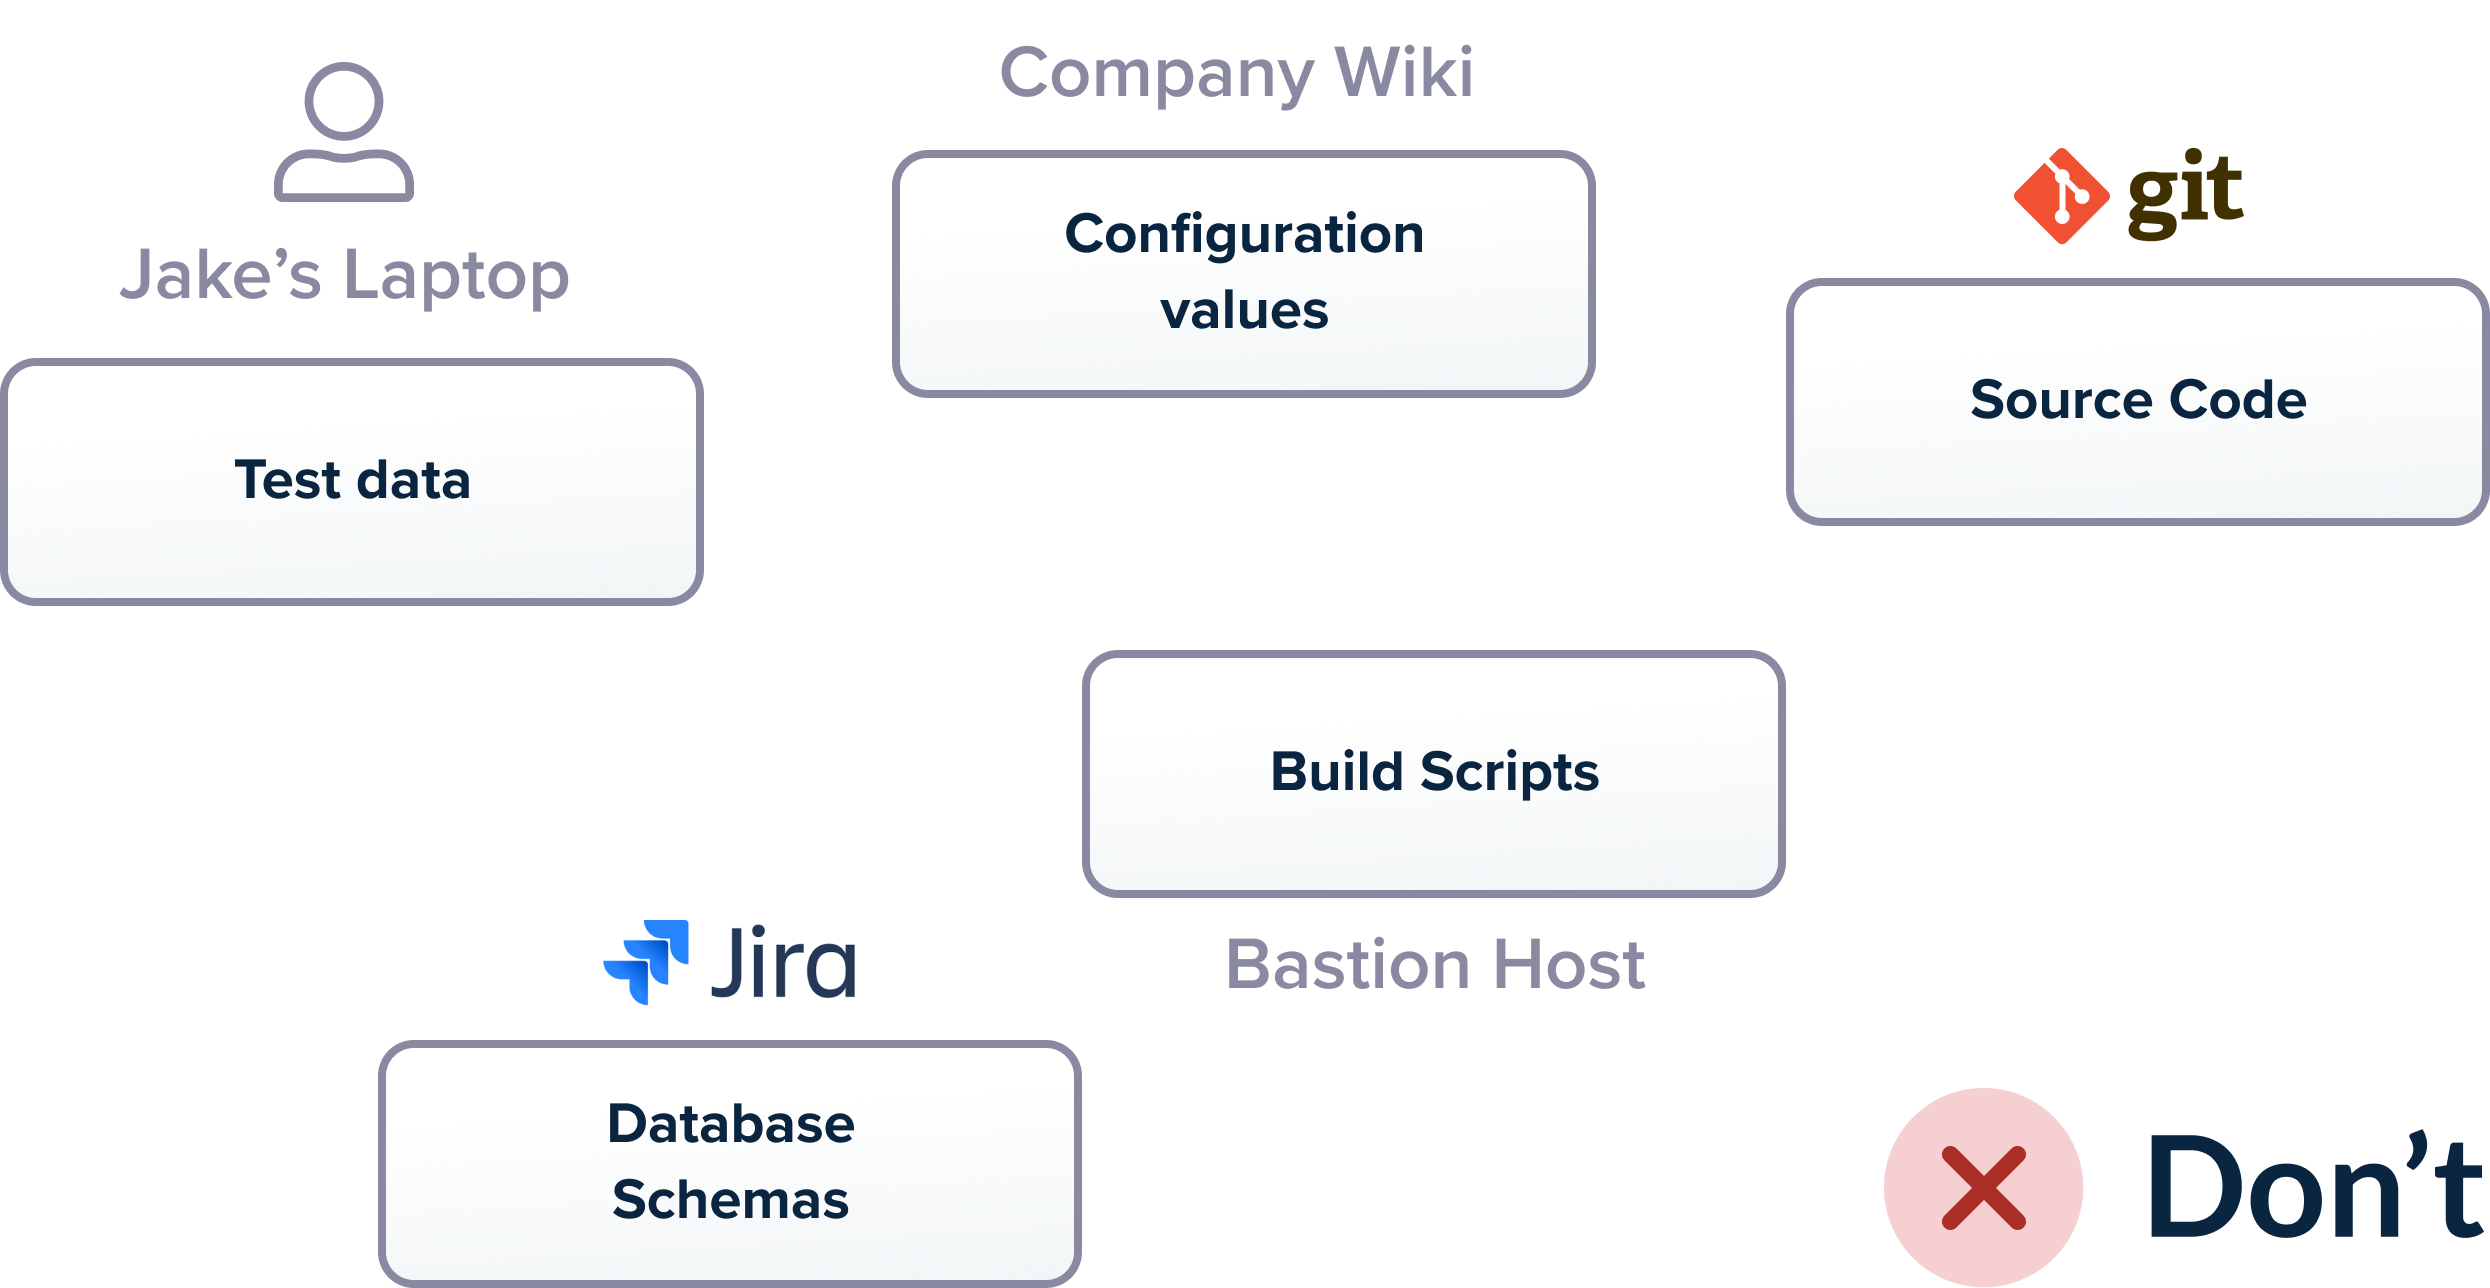 Company Wiki
Jake’s Laptop
git
Configuration
values
Source Code
Test data
Build Scripts
Bastion Host
Jira
Database
Schemas
Don’t